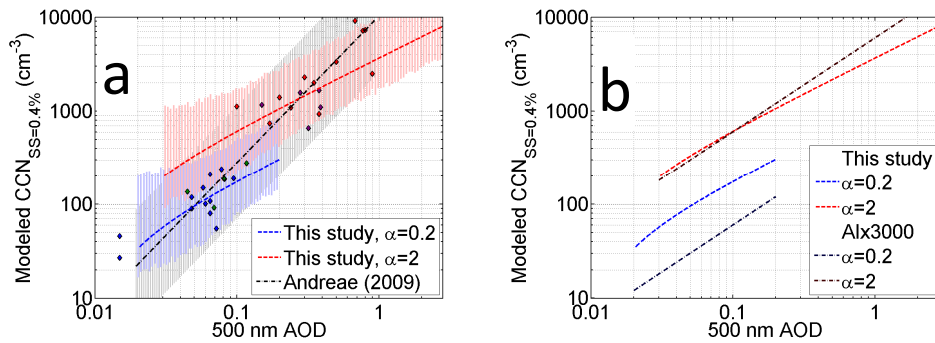 a
Modeled CCN_SS=0.4% (cm^-3)
10000
1000
100
10
0.01
0.1
1
500 nm AOD
This study, α=0.2
This study, α=2
Andreae (2009)
b
Modeled CCN_SS=0.4% (cm^-3)
10000
1000
100
10
0.01
0.1
1
500 nm AOD
This study
α=0.2
α=2
AIx3000
α=0.2
α=2